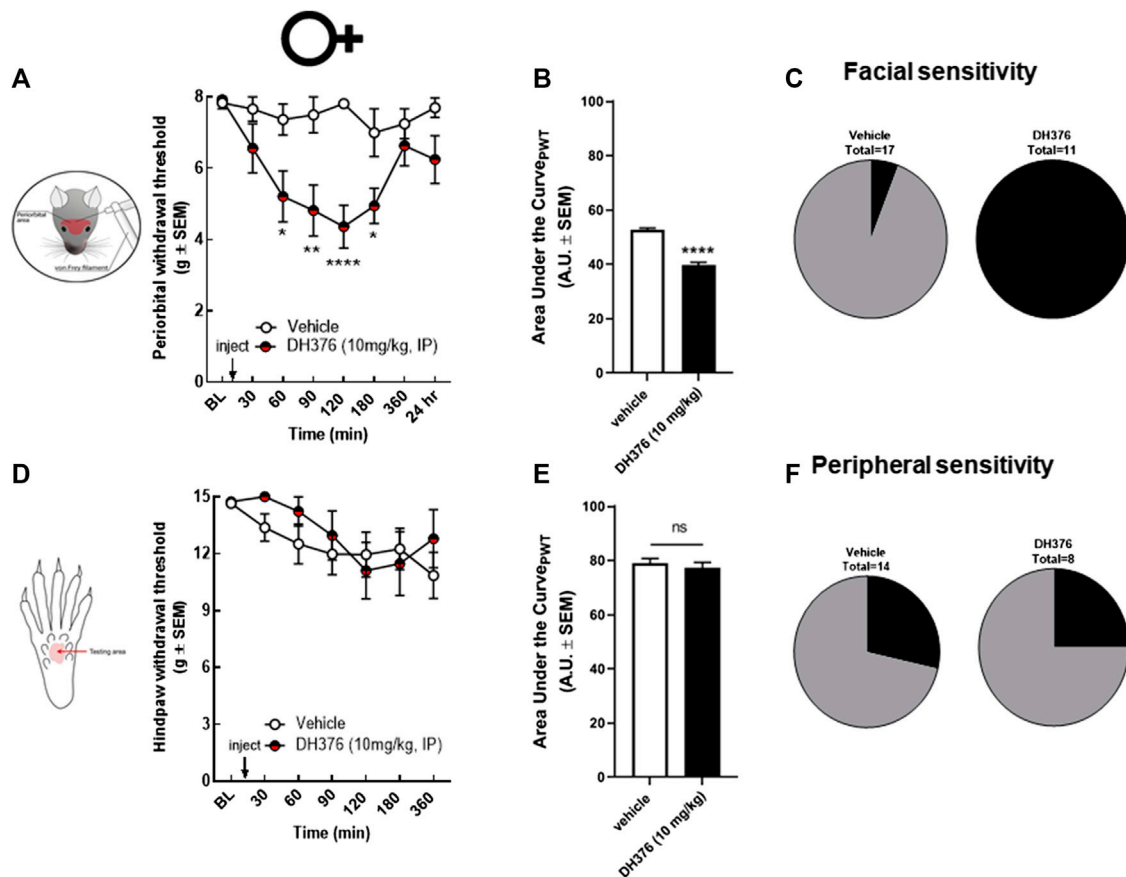 A
Periorbital area
von Frey filament
Periorbital withdrawal threshold
(g ± SEM)
8
6
4
2
0
*
**
****
*
Vehicle
DH376 (10mg/kg, IP)
inject
BL
30
60
90
120
180
360
24 hr
Time (min)
B
Area Under the CurvePWT
(A.U. ± SEM)
100
80
60
40
20
0
****
vehicle
DH376 (10 mg/kg)
C
Facial sensitivity
Vehicle
Total=17
DH376
Total=11
D
Testing area
Hindpaw withdrawal threshold
(g ± SEM)
15
12
9
6
3
0
Vehicle
DH376 (10mg/kg, IP)
inject
BL
30
60
90
120
180
360
Time (min)
E
Area Under the CurvePWT
(A.U. ± SEM)
100
80
60
40
20
0
ns
vehicle
DH376 (10 mg/kg)
F
Peripheral sensitivity
Vehicle
Total=14
DH376
Total=8